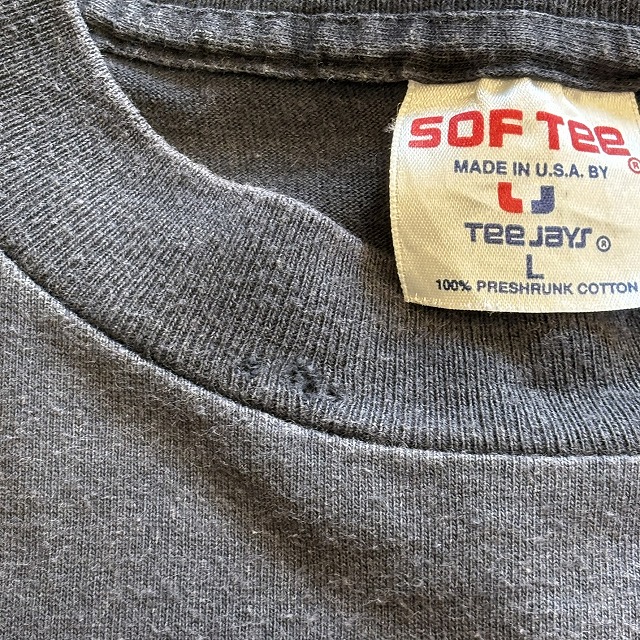 SOF TEE®
MADE IN U.S.A. BY
TEE JAYS®
L
100% PRESHRUNK COTTON